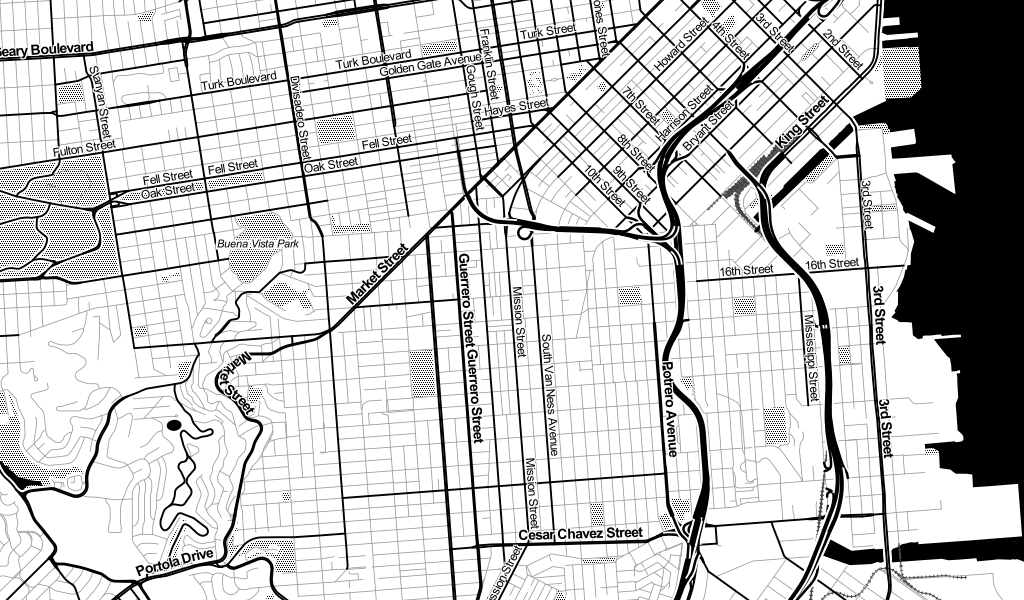 Geary Boulevard
Stanyan Street
Turk Boulevard
Divisadero Street
Turk Boulevard
Golden Gate Avenue
Gough Street
Franklin Street
Turk Street
Hayes Street
Howard Street
4th Street
3rd Street
2nd Street
7th Street
Harrison Street
Bryant Street
King Street
8th Street
9th Street
10th Street
Fulton Street
Fell Street
Fell Street
Fell Street
Oak Street
Oak Street
3rd Street
Buena Vista Park
Market Street
16th Street
16th Street
Guerrero Street
Guerrero Street
Mission Street
South Van Ness Avenue
Mississippi Street
3rd Street
Market Street
Potrero Avenue
3rd Street
Mission Street
Cesar Chavez Street
Portola Drive